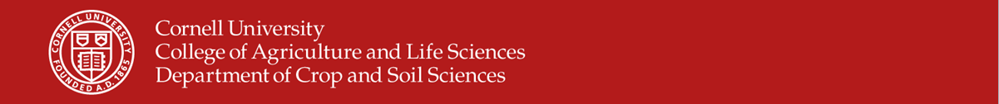 CORNELL UNIVERSITY
FOUNDED A.D. 1865
Cornell University
College of Agriculture and Life Sciences
Department of Crop and Soil Sciences